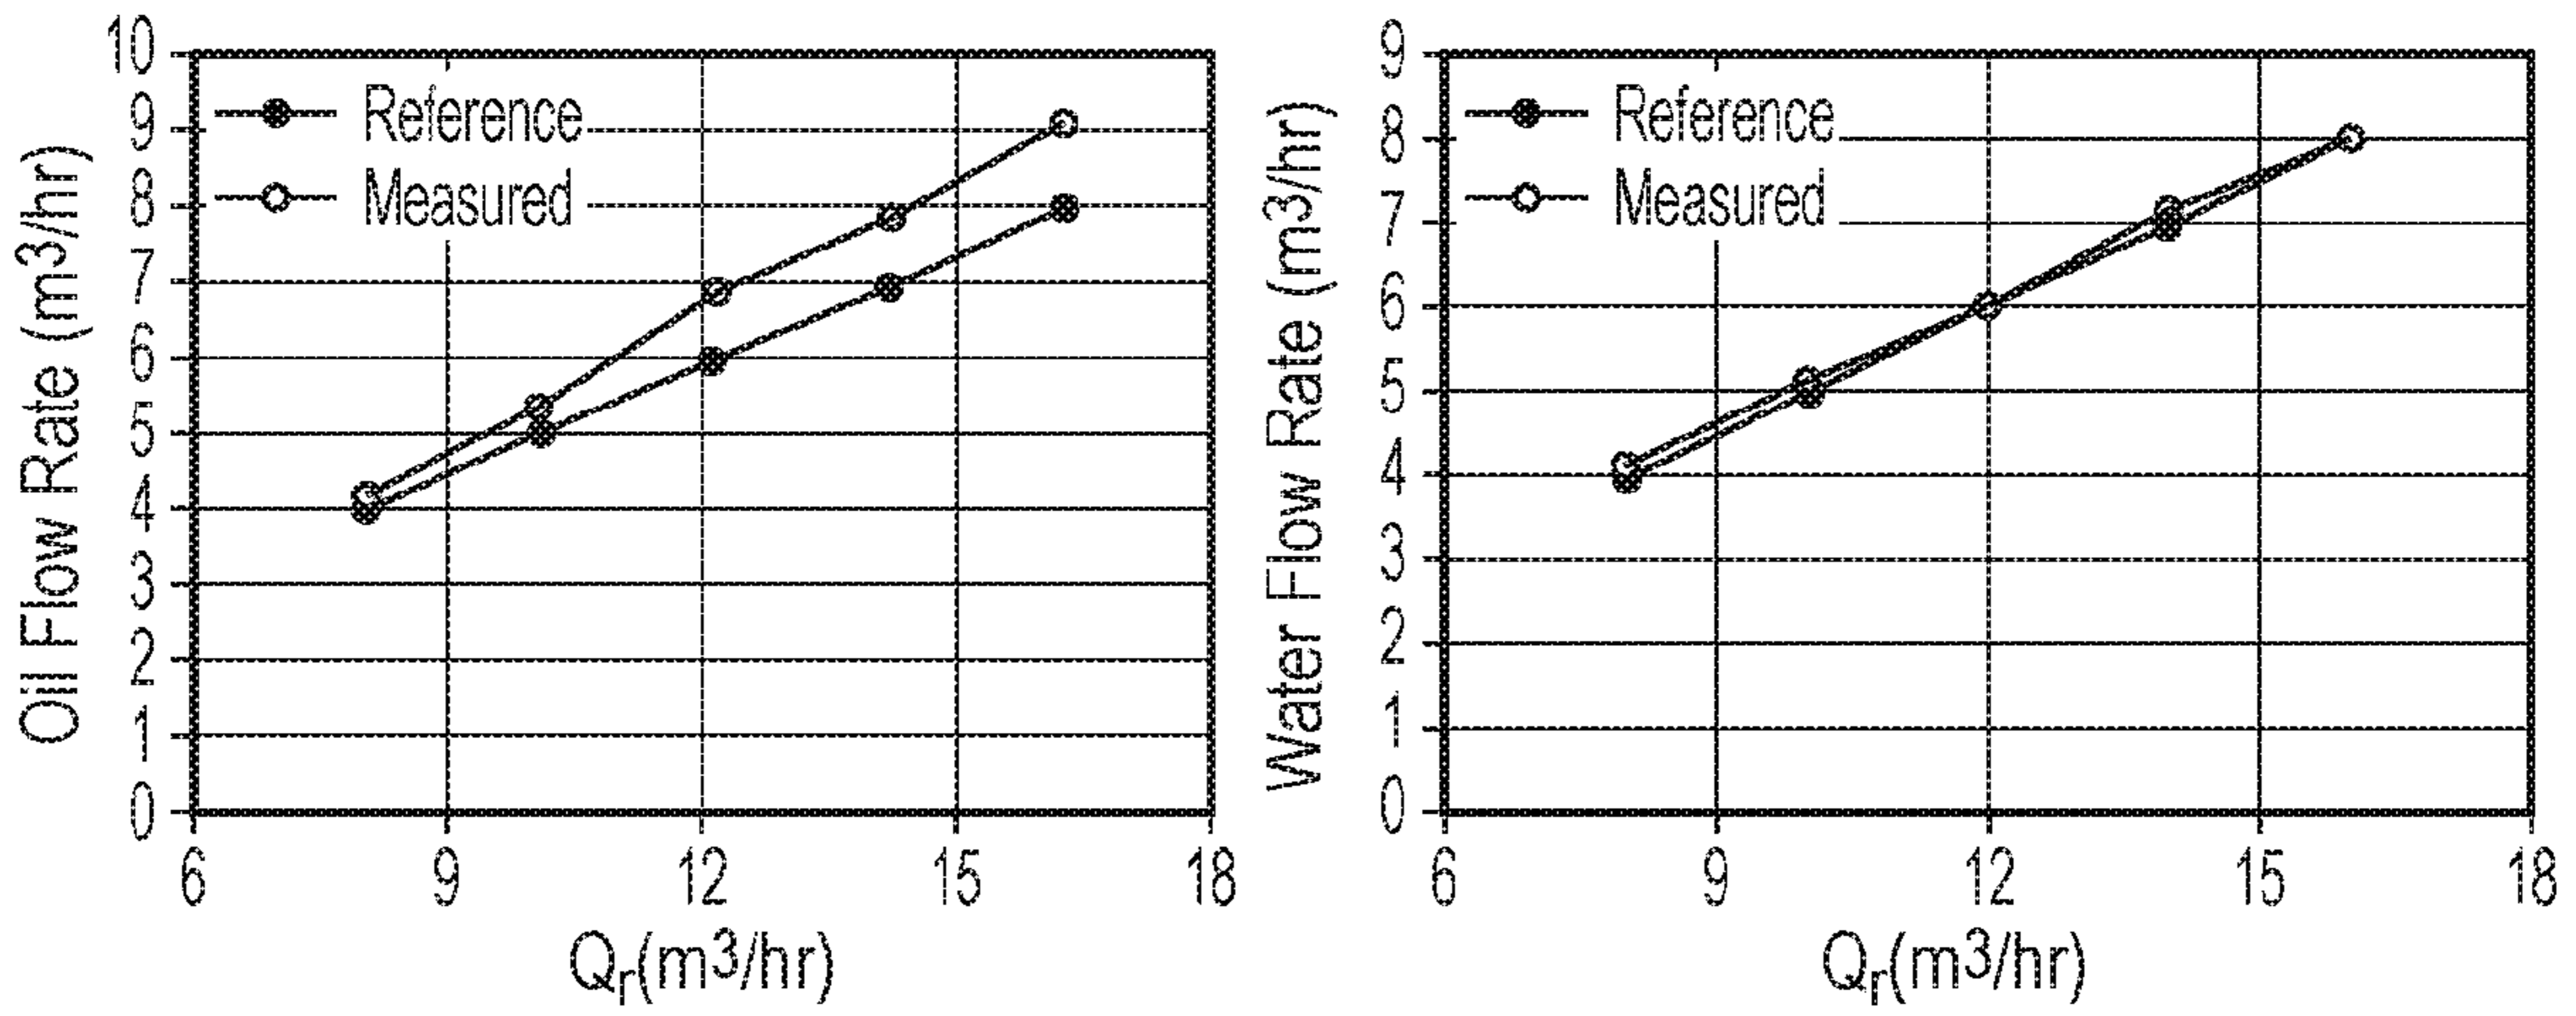 Oil Flow Rate (m3/hr)
10
9
8
7
6
5
4
3
2
1
0
Reference
Measured
6 9 12 15 18
Qr(m3/hr)
Water Flow Rate (m3/hr)
9
8
7
6
5
4
3
2
1
0
Reference
Measured
6 9 12 15 18
Qr(m3/hr)